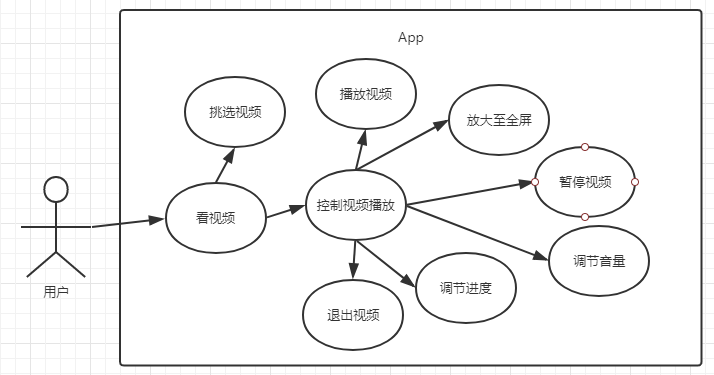 App
播放视频
挑选视频
放大至全屏
暂停视频
看视频
控制视频播放
调节音量
用户
调节进度
退出视频